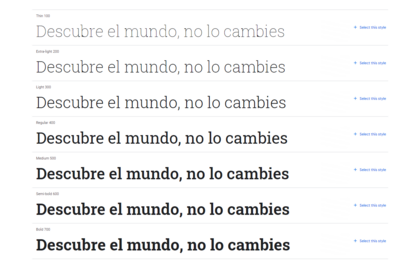 Thin 100
Descubre el mundo, no lo cambies
+ Select this style
Extra-light 200
Descubre el mundo, no lo cambies
+ Select this style
Light 300
Descubre el mundo, no lo cambies
+ Select this style
Regular 400
Descubre el mundo, no lo cambies
+ Select this style
Medium 500
Descubre el mundo, no lo cambies
+ Select this style
Semi-bold 600
Descubre el mundo, no lo cambies
+ Select this style
Bold 700
Descubre el mundo, no lo cambies
+ Select this style